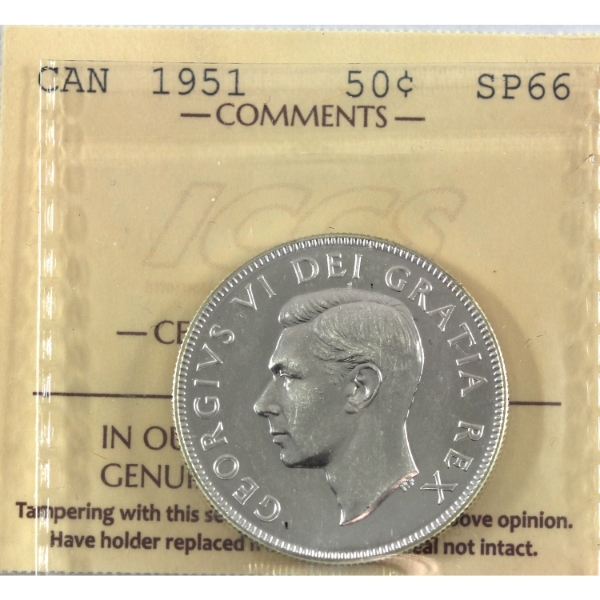 CAN 1951 50¢ SP66
—COMMENTS—
ICCS
GEORGIVS VI DEI GRATIA REX
— CE
IN OU
GENUI
Tampering with this se ove opinion.
Have holder replaced eal not intact.